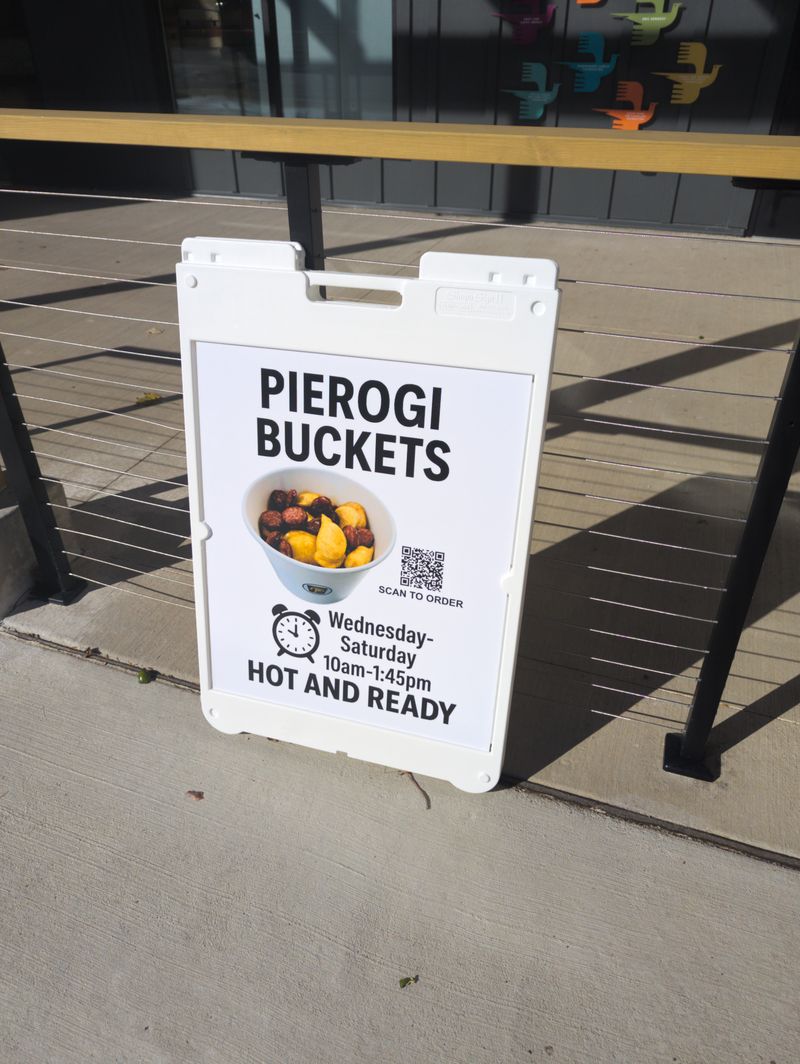 PIEROGI
BUCKETS
SCAN TO ORDER
Wednesday-
Saturday
10am-1:45pm
HOT AND READY